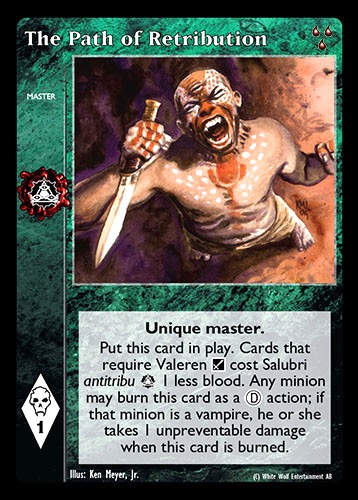 The Path of Retribution
MASTER
Unique master.
Put this card in play. Cards that
require Valeren cost Salubri
antitribu 1 less blood. Any minion
may burn this card as a D action; if
that minion is a vampire, he or she
takes 1 unpreventable damage
when this card is burned.
1
Illus: Ken Meyer, Jr.
(C) White Wolf Entertainment AB